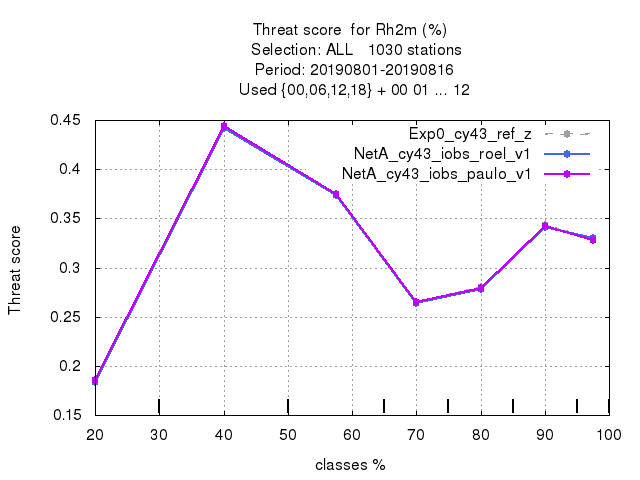 Threat score  for Rh2m (%)
Selection: ALL   1030 stations
Period: 20190801-20190816
Used {00,06,12,18} + 00 01 ... 12
Exp0_cy43_ref_z
NetA_cy43_iobs_roel_v1
NetA_cy43_iobs_paulo_v1
0.45
0.4
0.35
0.3
0.25
0.2
0.15
Threat score
20 30 40 50 60 70 80 90 100
classes %